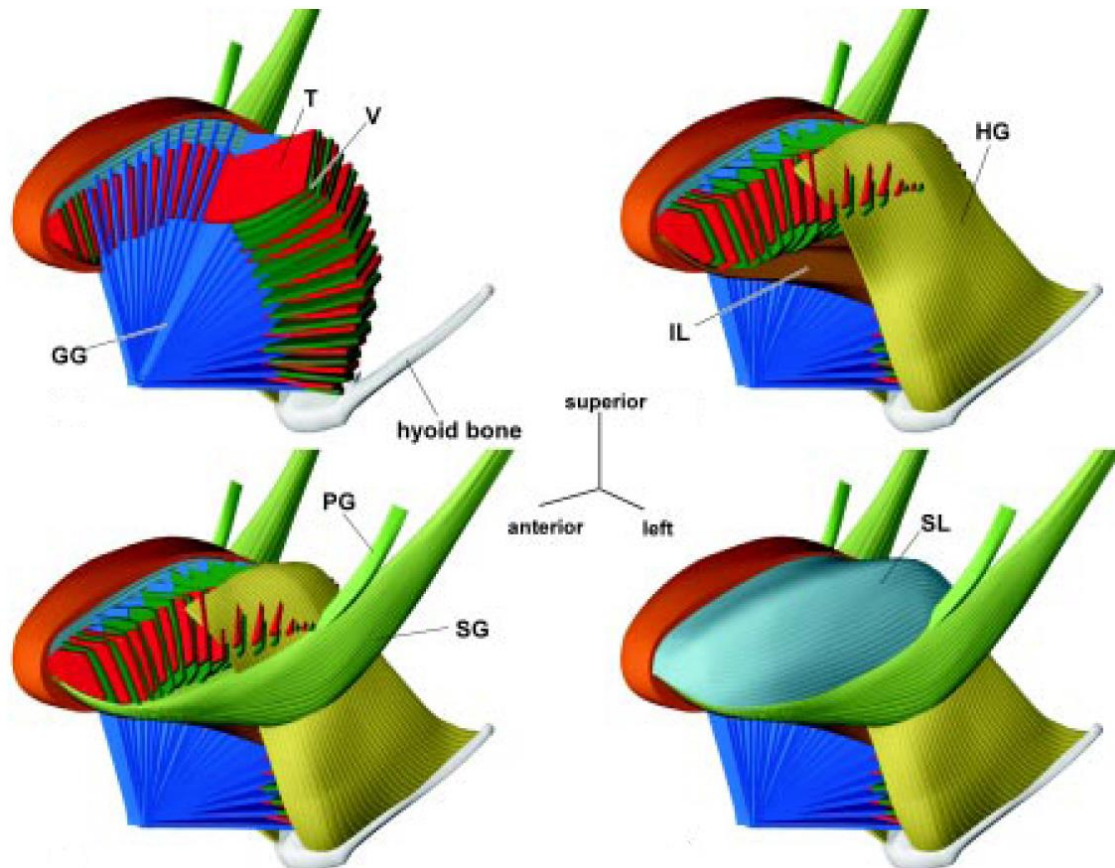 T
V
GG
hyoid bone
HG
IL
superior
anterior
left
PG
SG
SL